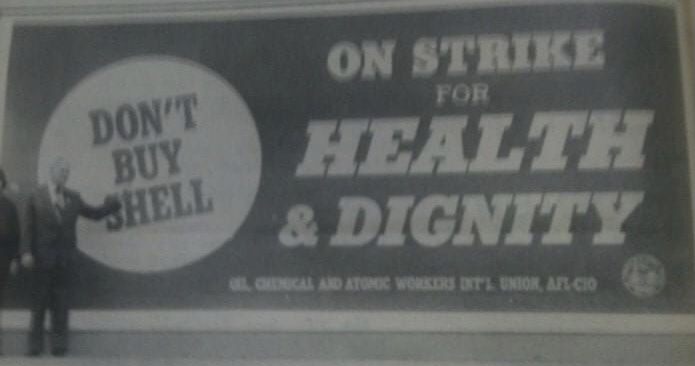 DON'T
BUY
SHELL
ON STRIKE
FOR
HEALTH
& DIGNITY
OIL, CHEMICAL AND ATOMIC WORKERS INT'L UNION, AFL-CIO